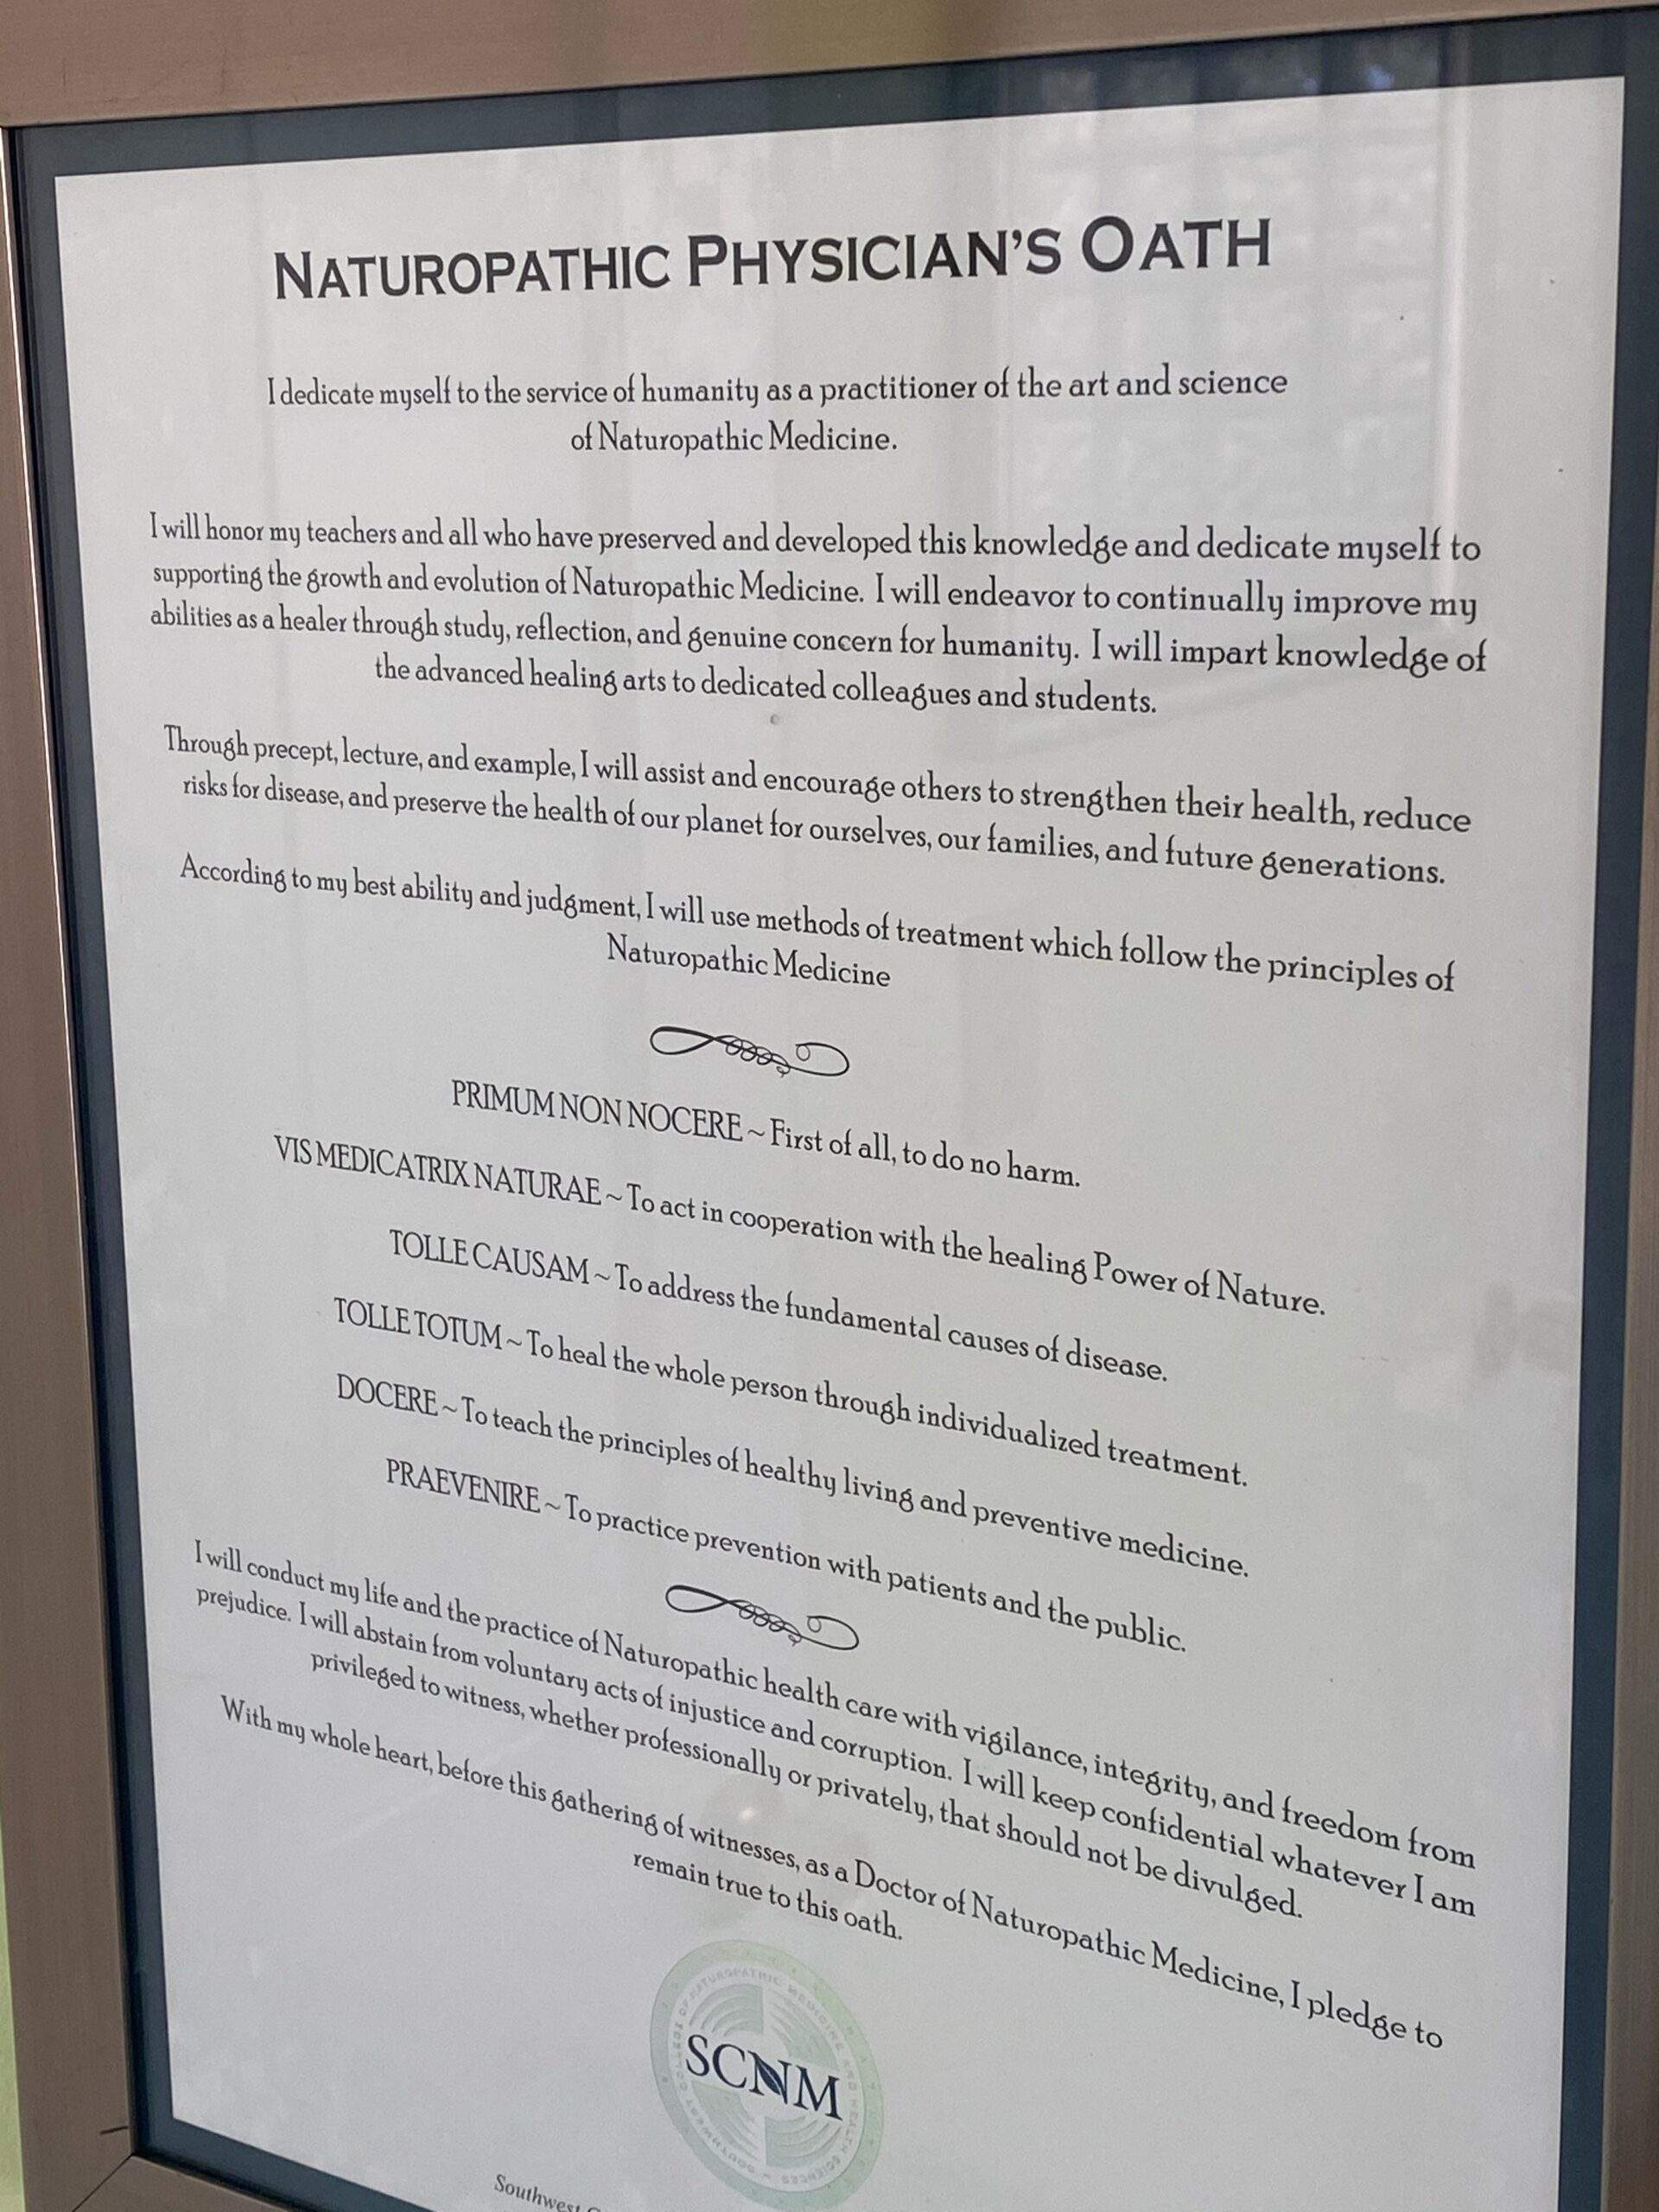 NATUROPATHIC PHYSICIAN'S OATH
I dedicate myself to the service of humanity as a practitioner of the art and science
of Naturopathic Medicine.
I will honor my teachers and all who have preserved and developed this knowledge and dedicate myself to
supporting the growth and evolution of Naturopathic Medicine. I will endeavor to continually improve my
abilities as a healer through study, reflection, and genuine concern for humanity. I will impart knowledge of
the advanced healing arts to dedicated colleagues and students.
Through precept, lecture, and example, I will assist and encourage others to strengthen their health, reduce
risks for disease, and preserve the health of our planet for ourselves, our families, and future generations.
According to my best ability and judgment, I will use methods of treatment which follow the principles of
Naturopathic Medicine
PRIMUM NON NOCERE ~ First of all, to do no harm.
VIS MEDICATRIX NATURAE ~ To act in cooperation with the healing Power of Nature.
TOLLE CAUSAM ~ To address the fundamental causes of disease.
TOLLE TOTUM ~ To heal the whole person through individualized treatment.
DOCERE ~ To teach the principles of healthy living and preventive medicine.
PRAEVENIRE ~ To practice prevention with patients and the public.
I will conduct my life and the practice of Naturopathic health care with vigilance, integrity, and freedom from
prejudice. I will abstain from voluntary acts of injustice and corruption. I will keep confidential whatever I am
privileged to witness, whether professionally or privately, that should not be divulged.
With my whole heart, before this gathering of witnesses, as a Doctor of Naturopathic Medicine, I pledge to
remain true to this oath.
SOUTHWEST COLLEGE OF NATUROPATHIC MEDICINE AND HEALTH SCIENCES
SCNM
Southwest